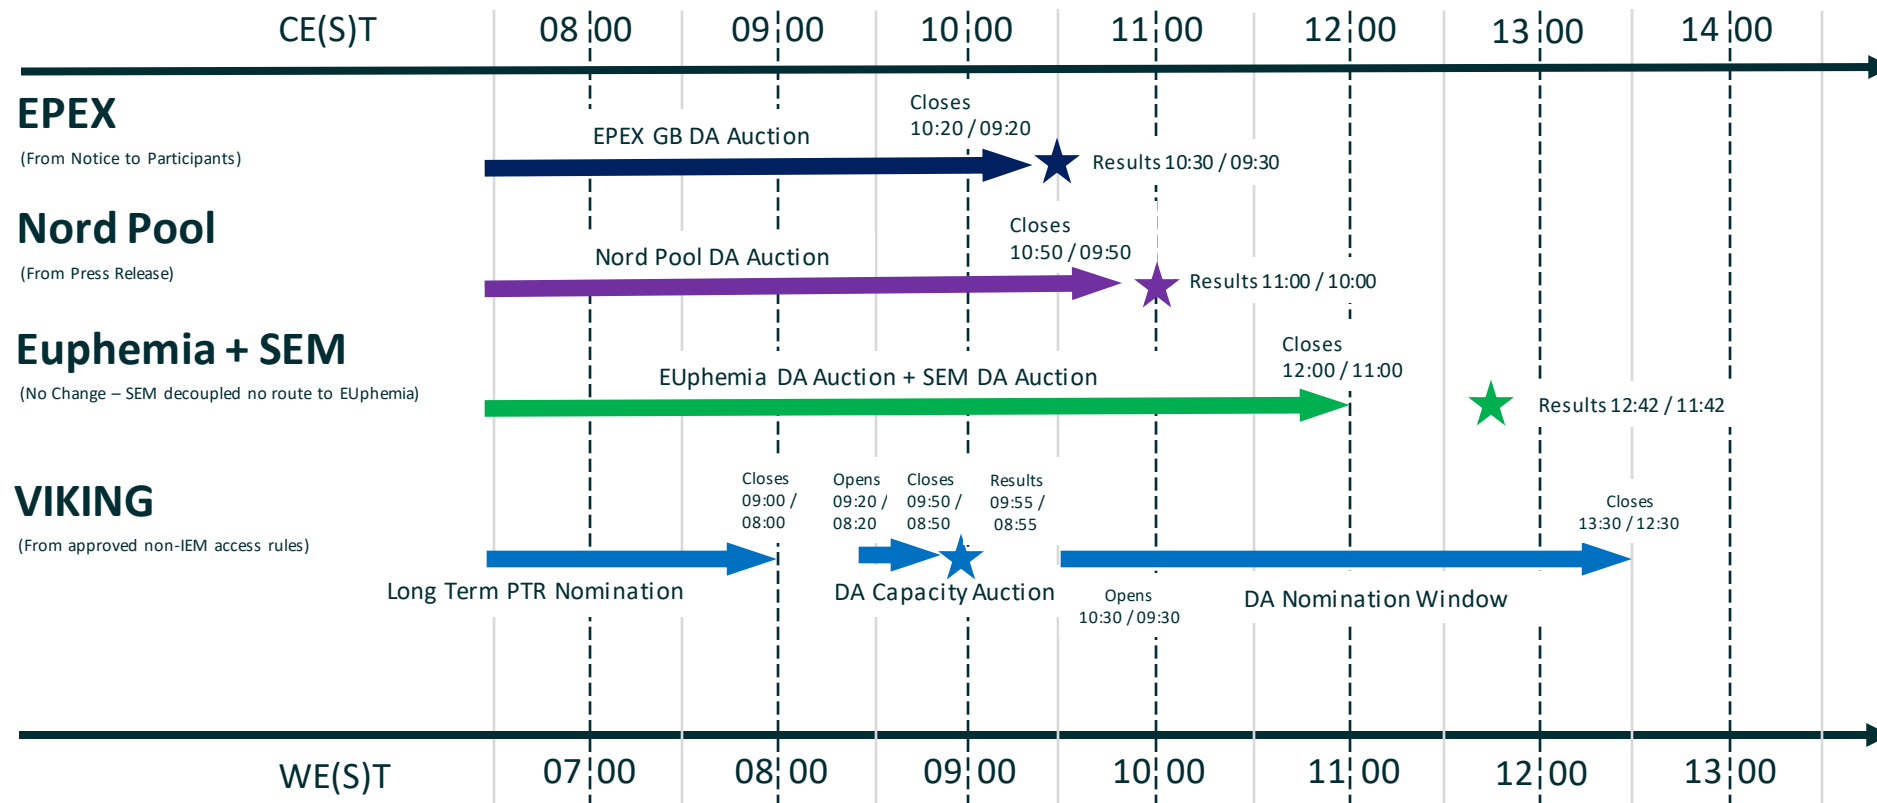 CE(S)T 08:00 09:00 10:00 11:00 12:00 13:00 14:00
EPEX
(From Notice to Participants)
EPEX GB DA Auction
Closes
10:20 / 09:20
Results 10:30 / 09:30
Nord Pool
(From Press Release)
Nord Pool DA Auction
Closes
10:50 / 09:50
Results 11:00 / 10:00
Euphemia + SEM
(No Change – SEM decoupled no route to EUphemia)
EUphemia DA Auction + SEM DA Auction
Closes
12:00 / 11:00
Results 12:42 / 11:42
VIKING
(From approved non-IEM access rules)
Closes
09:00 /
08:00
Long Term PTR Nomination
Opens
09:20 /
08:20
Closes
09:50 /
08:50
Results
09:55 /
08:55
DA Capacity Auction
Opens
10:30 / 09:30
DA Nomination Window
Closes
13:30 / 12:30
WE(S)T 07:00 08:00 09:00 10:00 11:00 12:00 13:00